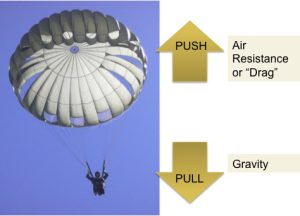 PUSH
Air
Resistance
or “Drag”
PULL
Gravity